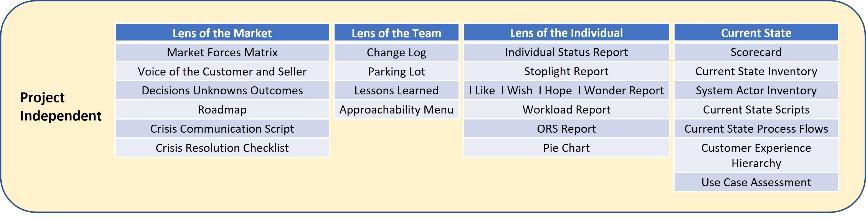 Project
Independent
Lens of the Market
Market Forces Matrix
Voice of the Customer and Seller
Decisions Unknowns Outcomes
Roadmap
Crisis Communication Script
Crisis Resolution Checklist
Lens of the Team
Change Log
Parking Lot
Lessons Learned
Approachability Menu
Lens of the Individual
Individual Status Report
Stoplight Report
I Like I Wish I Hope I Wonder Report
Workload Report
ORS Report
Pie Chart
Current State
Scorecard
Current State Inventory
System Actor Inventory
Current State Scripts
Current State Process Flows
Customer Experience
Hierarchy
Use Case Assessment